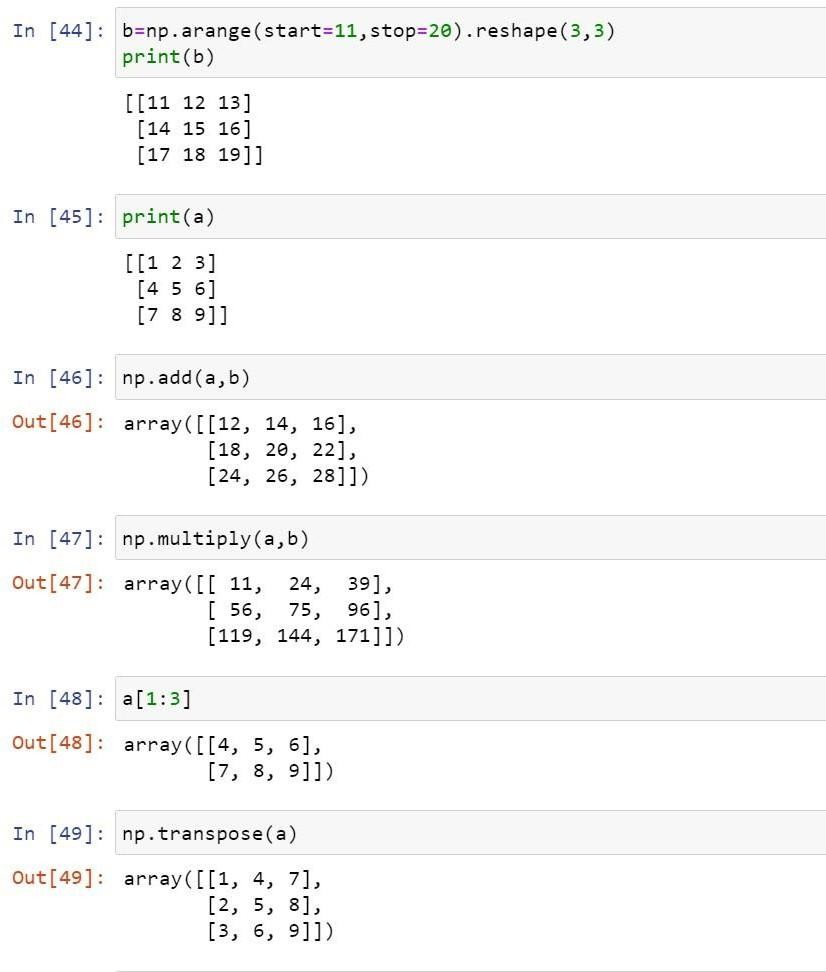 In [44]: b=np.arange(start=11,stop=20).reshape(3,3)
print(b)
[[11 12 13]
 [14 15 16]
 [17 18 19]]
In [45]: print(a)
[[1 2 3]
 [4 5 6]
 [7 8 9]]
In [46]: np.add(a,b)
Out[46]: array([[12, 14, 16],
       [18, 20, 22],
       [24, 26, 28]])
In [47]: np.multiply(a,b)
Out[47]: array([[ 11,  24,  39],
       [ 56,  75,  96],
       [119, 144, 171]])
In [48]: a[1:3]
Out[48]: array([[4, 5, 6],
       [7, 8, 9]])
In [49]: np.transpose(a)
Out[49]: array([[1, 4, 7],
       [2, 5, 8],
       [3, 6, 9]])